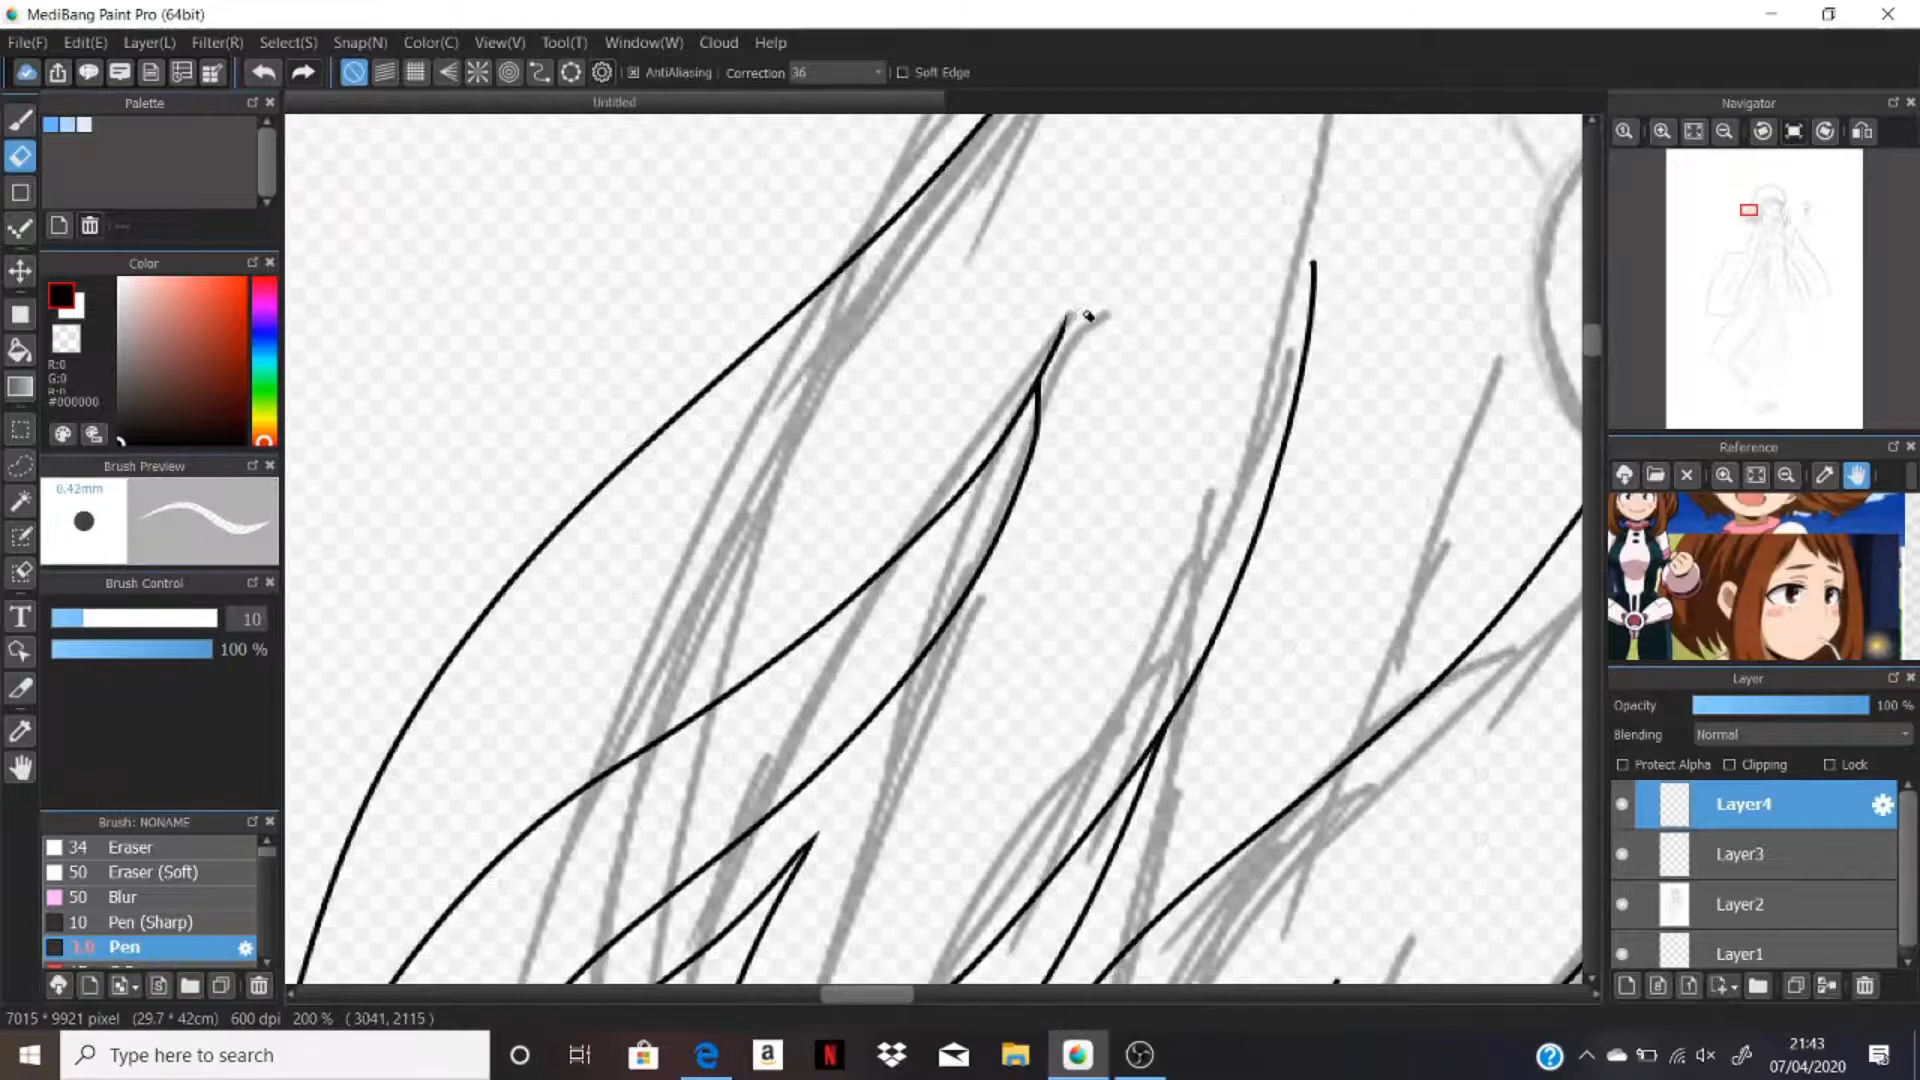 MediBang Paint Pro (64bit)
File(F) Edit(E) Layer(L) Filter(R) Select(S) Snap(N) Color(C) View(V) Tool(T) Window(W) Cloud Help
AntiAliasing Correction 36 Soft Edge
Palette
Untitled
Navigator
Color
R:0
G:0
#000000
Brush Preview
0.42mm
Brush Control
10
100 %
Brush: NONAME
34 Eraser
50 Eraser (Soft)
50 Blur
10 Pen (Sharp)
Pen
Reference
Layer
Opacity 100 %
Blending Normal
Protect Alpha Clipping Lock
Layer4
Layer3
Layer2
Layer1
7015 * 9921 pixel (29.7 * 42cm) 600 dpi 200 % ( 3041, 2115 )
Type here to search
21:43
07/04/2020